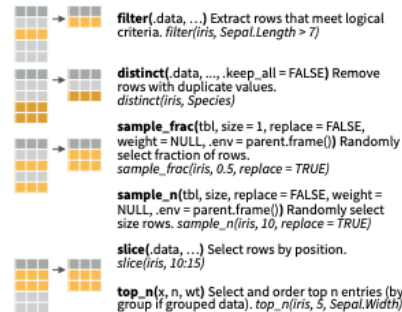 filter(.data, …) Extract rows that meet logical
criteria. filter(iris, Sepal.Length > 7)
distinct(.data, ..., .keep_all = FALSE) Remove
rows with duplicate values.
distinct(iris, Species)
sample_frac(tbl, size = 1, replace = FALSE,
weight = NULL, .env = parent.frame()) Randomly
select fraction of rows.
sample_frac(iris, 0.5, replace = TRUE)
sample_n(tbl, size, replace = FALSE, weight =
NULL, .env = parent.frame()) Randomly select
size rows. sample_n(iris, 10, replace = TRUE)
slice(.data, …) Select rows by position.
slice(iris, 10:15)
top_n(x, n, wt) Select and order top n entries (by
group if grouped data). top_n(iris, 5, Sepal.Width)